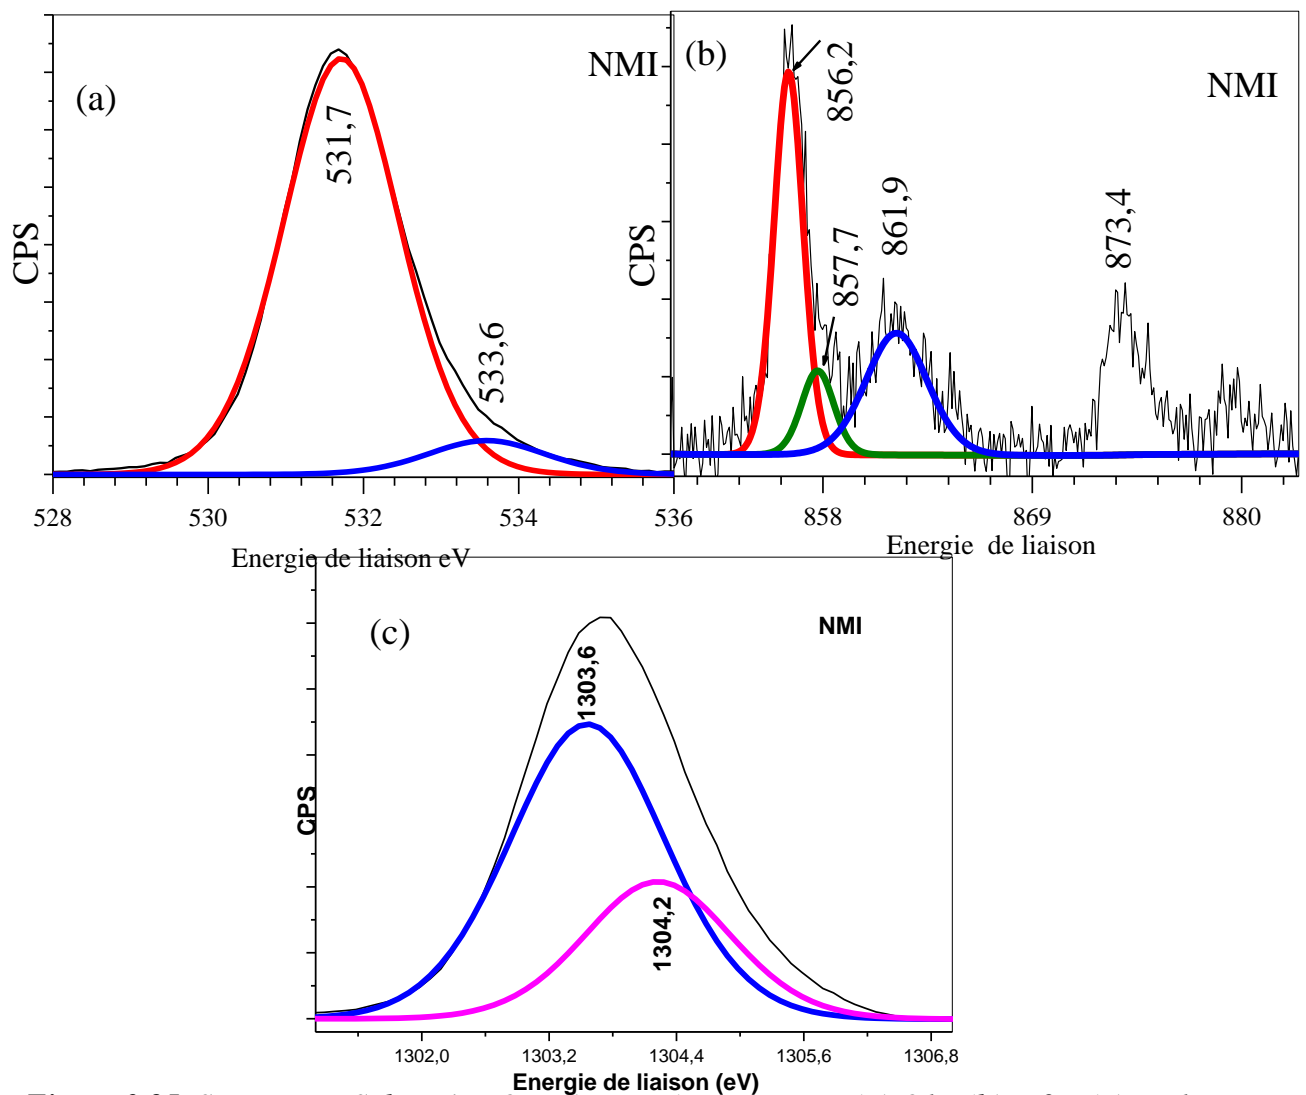 (a)
NMI
531,7
533,6
CPS
528 530 532 534 536
Energie de liaison eV
(b)
NMI
856,2
857,7
861,9
873,4
CPS
858 869 880
Energie de liaison
(c)
NMI
1303,6
1304,2
CPS
1302,0 1303,2 1304,4 1305,6 1306,8
Energie de liaison (eV)